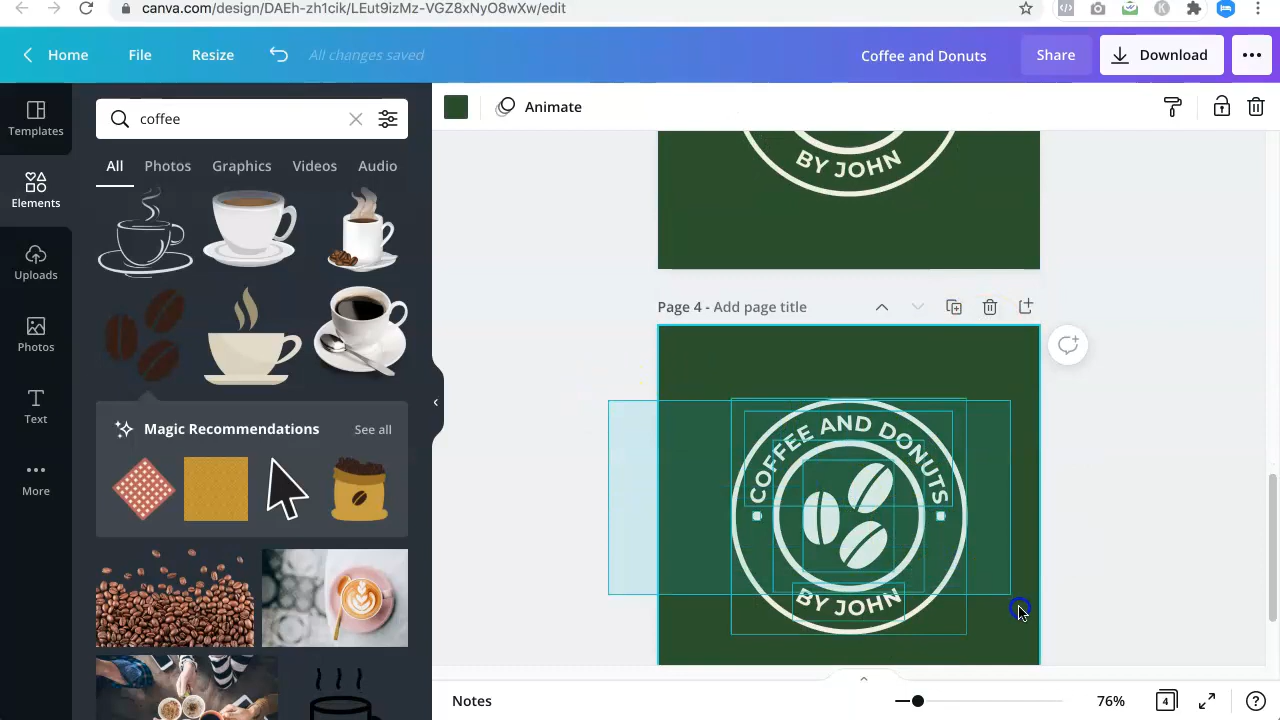 canva.com/design/DAEh-zh1cik/LEut9izMz-VGZ8xNyO8wXw/edit
Home File Resize All changes saved Coffee and Donuts Share Download
Templates
Elements
Uploads
Photos
Text
More
coffee
All Photos Graphics Videos Audio
Magic Recommendations See all
Animate
BY JOHN
Page 4 - Add page title
COFFEE AND DONUTS
BY JOHN
Notes 76% 4